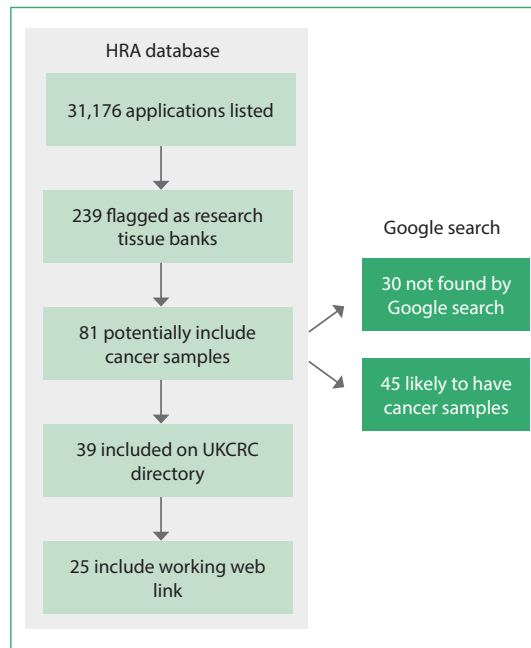 HRA database
31,176 applications listed
239 flagged as research
tissue banks
Google search
30 not found by
Google search
81 potentially include
cancer samples
45 likely to have
cancer samples
39 included on UKCRC
directory
25 include working web
link